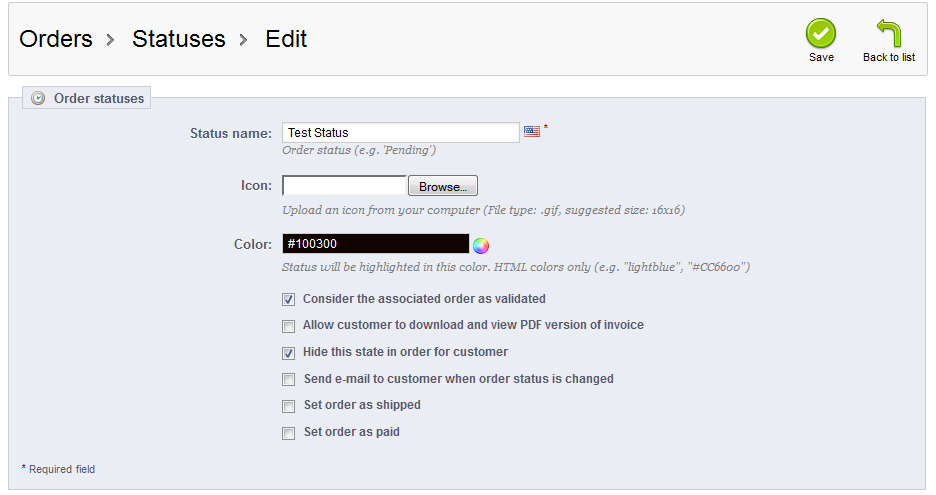 Orders > Statuses > Edit
Save
Back to list
Order statuses
Status name: Test Status *
Order status (e.g. 'Pending')
Icon: Browse...
Upload an icon from your computer (File type: .gif, suggested size: 16x16)
Color: #100300
Status will be highlighted in this color. HTML colors only (e.g. "lightblue", "#CC6600")
Consider the associated order as validated
Allow customer to download and view PDF version of invoice
Hide this state in order for customer
Send e-mail to customer when order status is changed
Set order as shipped
Set order as paid
* Required field